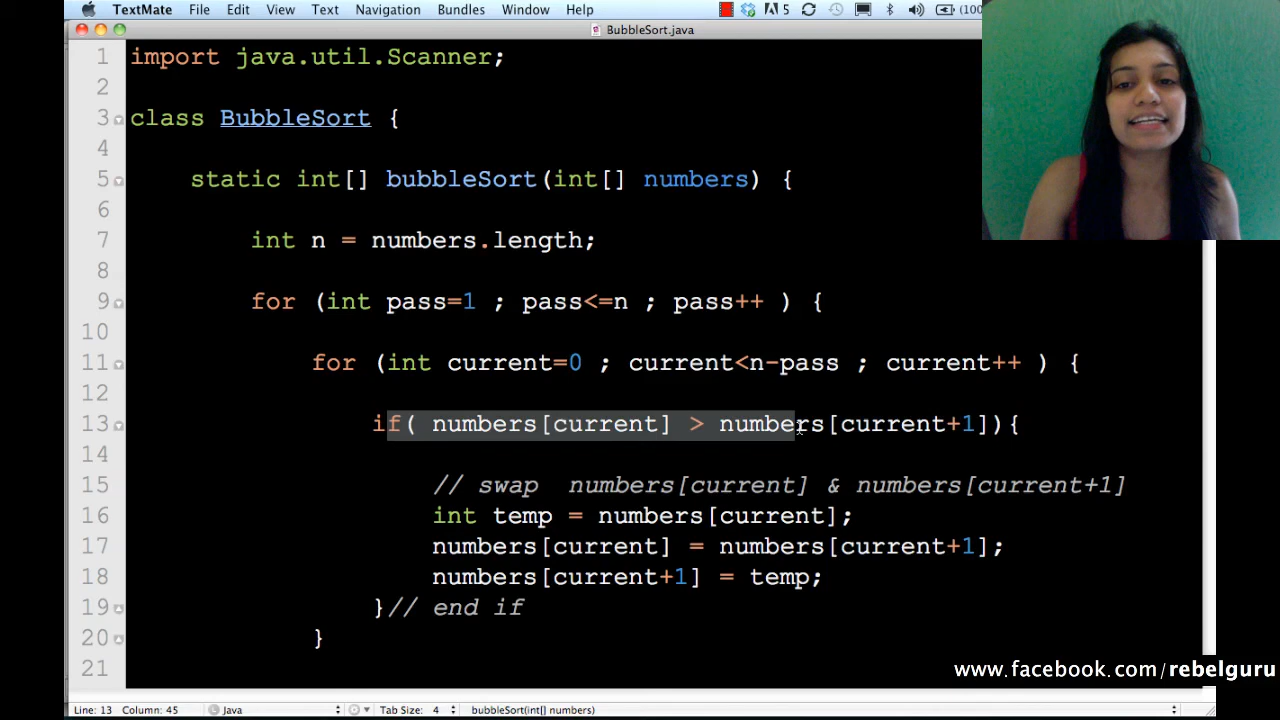 TextMate File Edit View Text Navigation Bundles Window Help 5 (100
BubbleSort.java
1 import java.util.Scanner;
2
3 class BubbleSort {
4
5 static int[] bubbleSort(int[] numbers) {
6
7 int n = numbers.length;
8
9 for (int pass=1 ; pass<=n ; pass++ ) {
10
11 for (int current=0 ; current<n-pass ; current++ ) {
12
13 if( numbers[current] > numbers[current+1]){
15 // swap numbers[current] & numbers[current+1]
16 int temp = numbers[current];
17 numbers[current] = numbers[current+1];
18 numbers[current+1] = temp;
19 }// end if
20 }
21
www.facebook.com/rebelguru
Line: 13 Column: 45 Java Tab Size: 4 bubbleSort(int[] numbers)